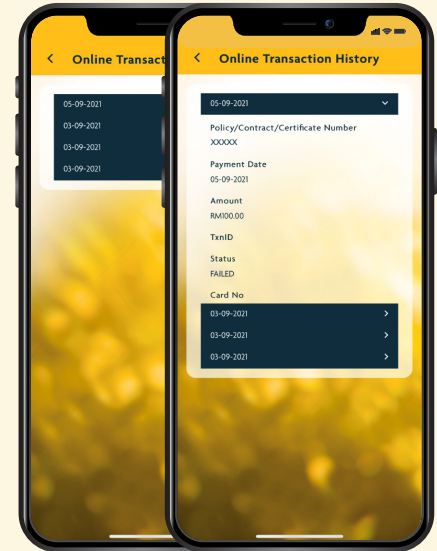 Online Transact
05-09-2021
03-09-2021
03-09-2021
03-09-2021
Online Transaction History
05-09-2021
Policy/Contract/Certificate Number
XXXXX
Payment Date
05-09-2021
Amount
RM100.00
TxnID
Status
FAILED
Card No
03-09-2021
03-09-2021
03-09-2021